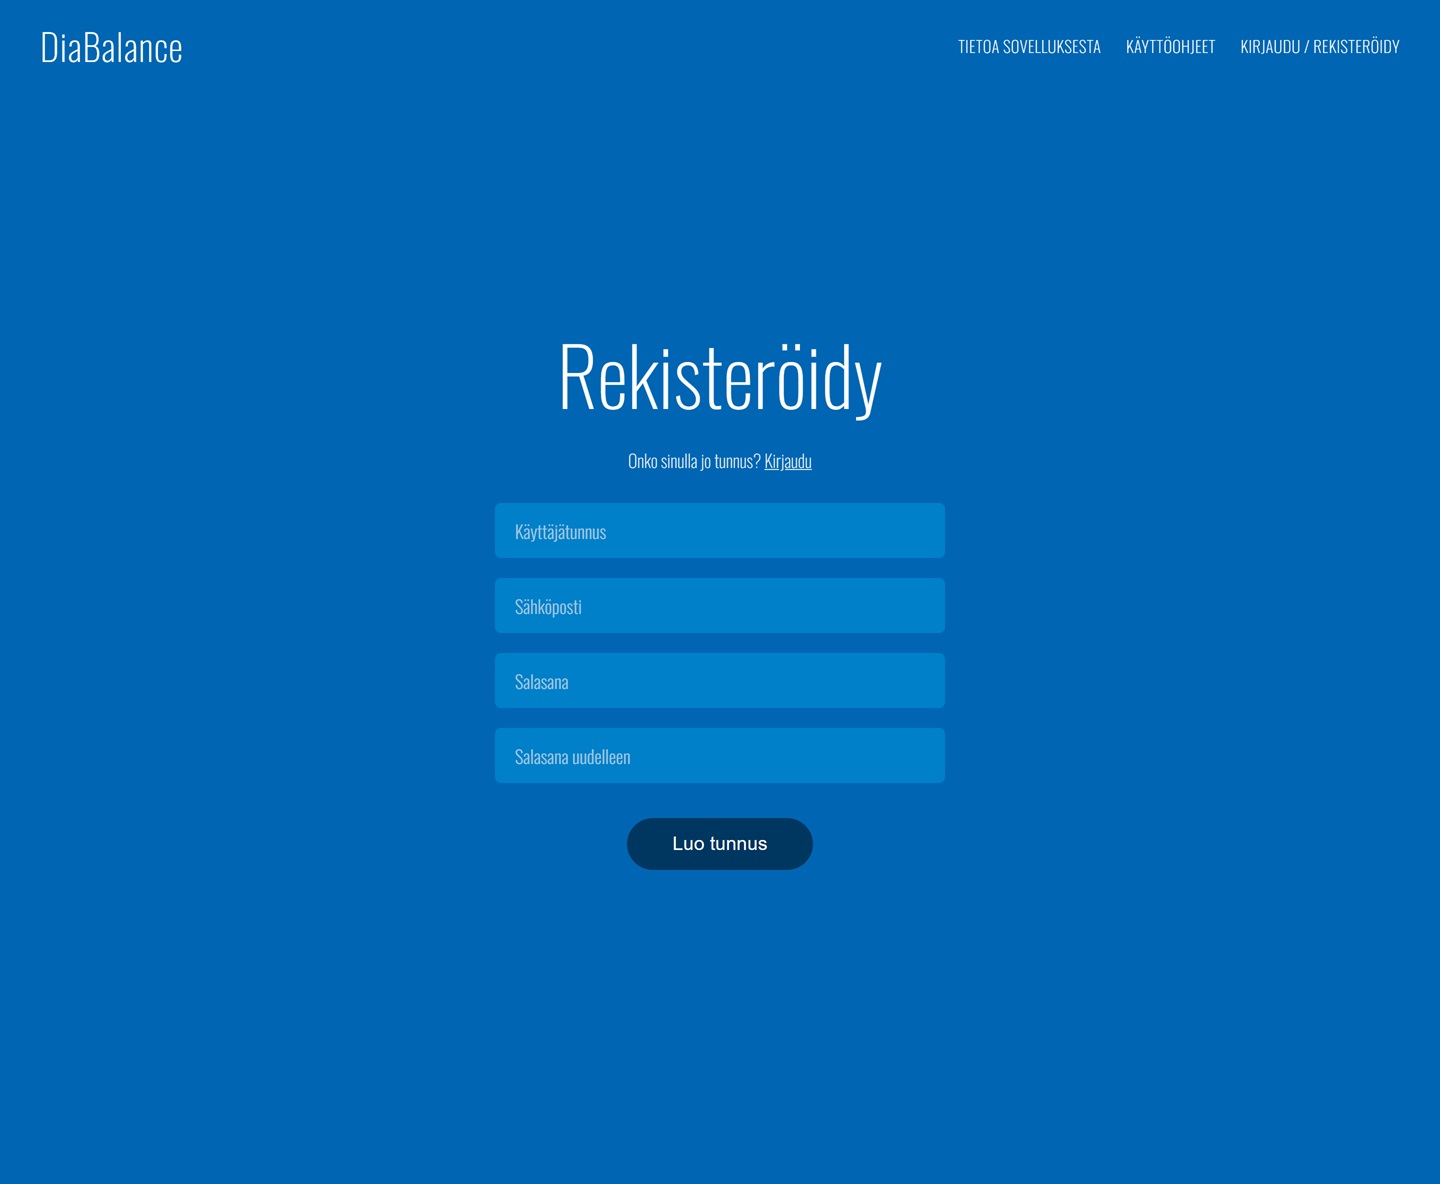 DiaBalance
TIETOA SOVELLUKSESTA KÄYTTÖOHJEET KIRJAUDU / REKISTERÖIDY
Rekisteröidy
Onko sinulla jo tunnus? Kirjaudu
Käyttäjätunnus
Sähköposti
Salasana
Salasana uudelleen
Luo tunnus